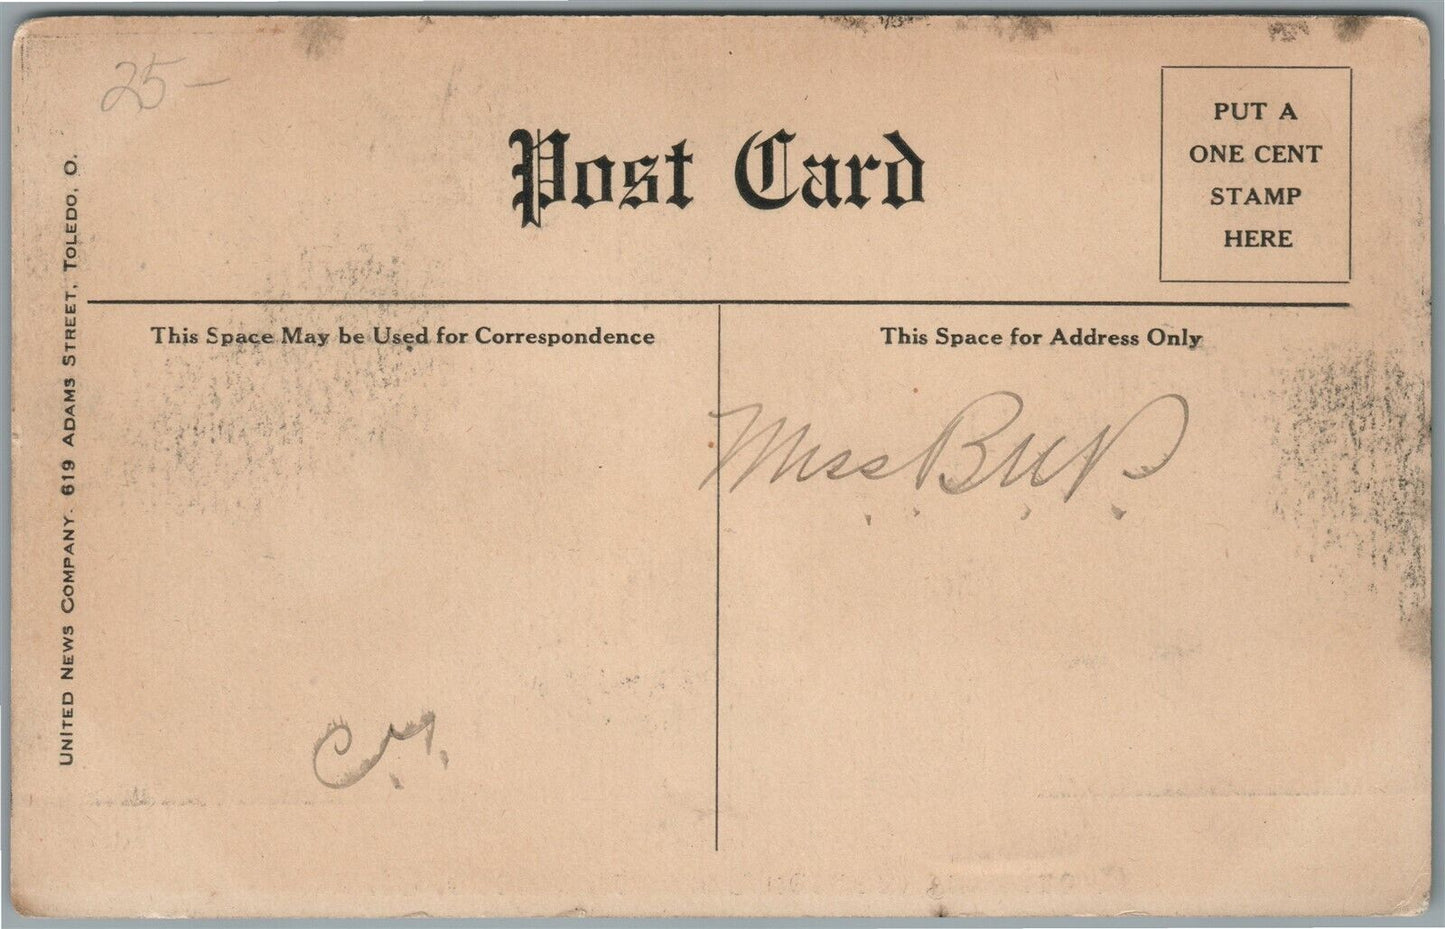 25-
Post Card
PUT A
ONE CENT
STAMP
HERE
UNITED NEWS COMPANY. 619 ADAMS STREET, TOLEDO, O.
This Space May be Used for Correspondence
This Space for Address Only
Miss B